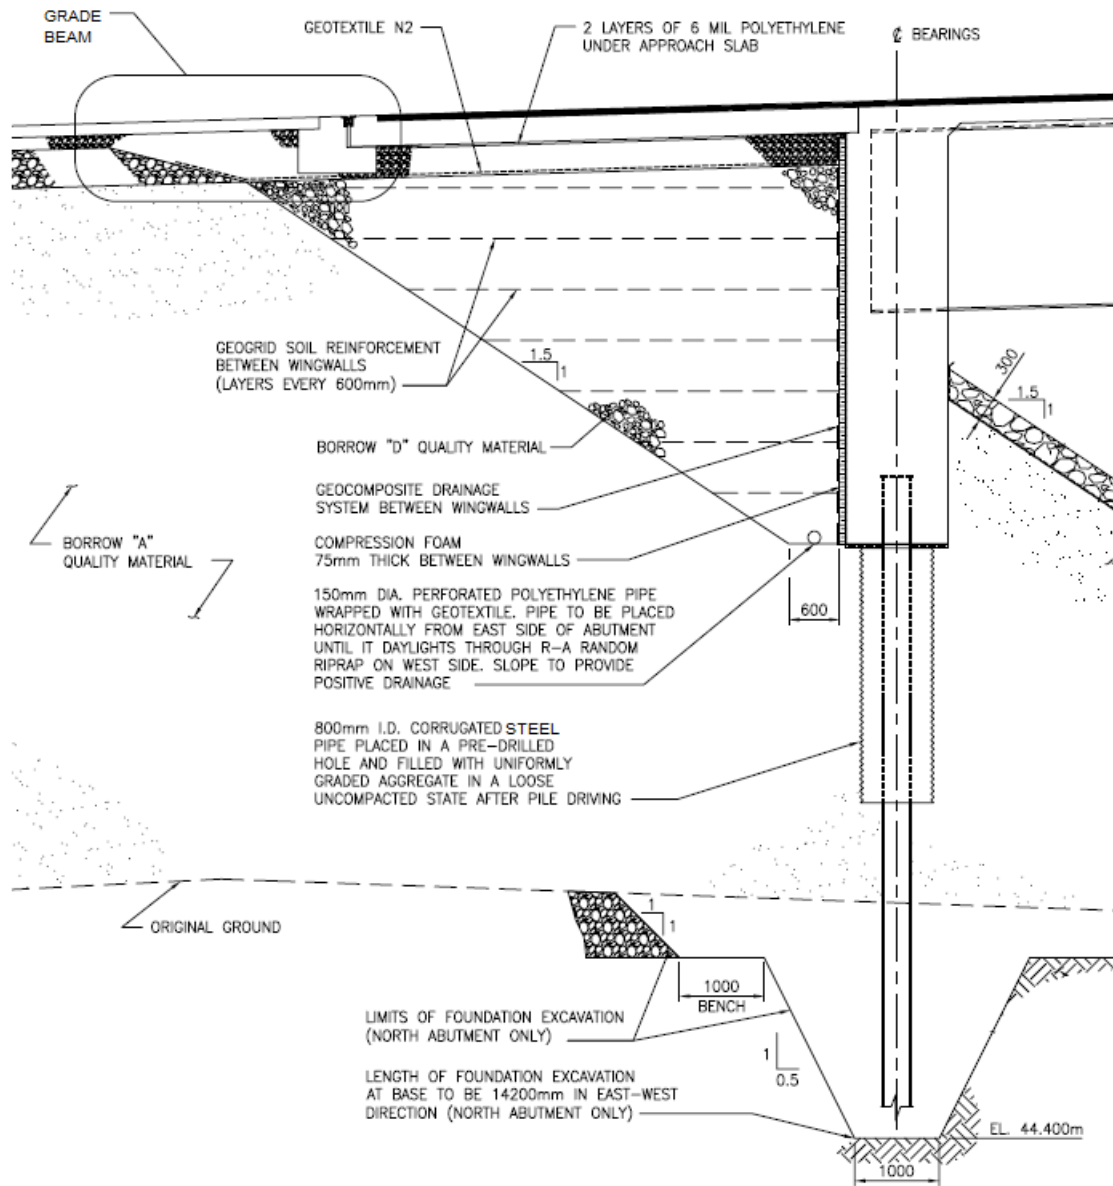 GRADE
BEAM
GEOTEXTILE N2
2 LAYERS OF 6 MIL POLYETHYLENE
UNDER APPROACH SLAB
℄ BEARINGS
GEOGRID SOIL REINFORCEMENT
BETWEEN WINGWALLS
(LAYERS EVERY 600mm)
1.5
1
300
1.5
1
BORROW "D" QUALITY MATERIAL
GEOCOMPOSITE DRAINAGE
SYSTEM BETWEEN WINGWALLS
BORROW "A"
QUALITY MATERIAL
COMPRESSION FOAM
75mm THICK BETWEEN WINGWALLS
600
150mm DIA. PERFORATED POLYETHYLENE PIPE
WRAPPED WITH GEOTEXTILE. PIPE TO BE PLACED
HORIZONTALLY FROM EAST SIDE OF ABUTMENT
UNTIL IT DAYLIGHTS THROUGH R-A RANDOM
RIPRAP ON WEST SIDE. SLOPE TO PROVIDE
POSITIVE DRAINAGE
800mm I.D. CORRUGATED STEEL
PIPE PLACED IN A PRE-DRILLED
HOLE AND FILLED WITH UNIFORMLY
GRADED AGGREGATE IN A LOOSE
UNCOMPACTED STATE AFTER PILE DRIVING
ORIGINAL GROUND
1
1
1000
BENCH
LIMITS OF FOUNDATION EXCAVATION
(NORTH ABUTMENT ONLY)
1
0.5
LENGTH OF FOUNDATION EXCAVATION
AT BASE TO BE 14200mm IN EAST-WEST
DIRECTION (NORTH ABUTMENT ONLY)
EL. 44.400m
1000